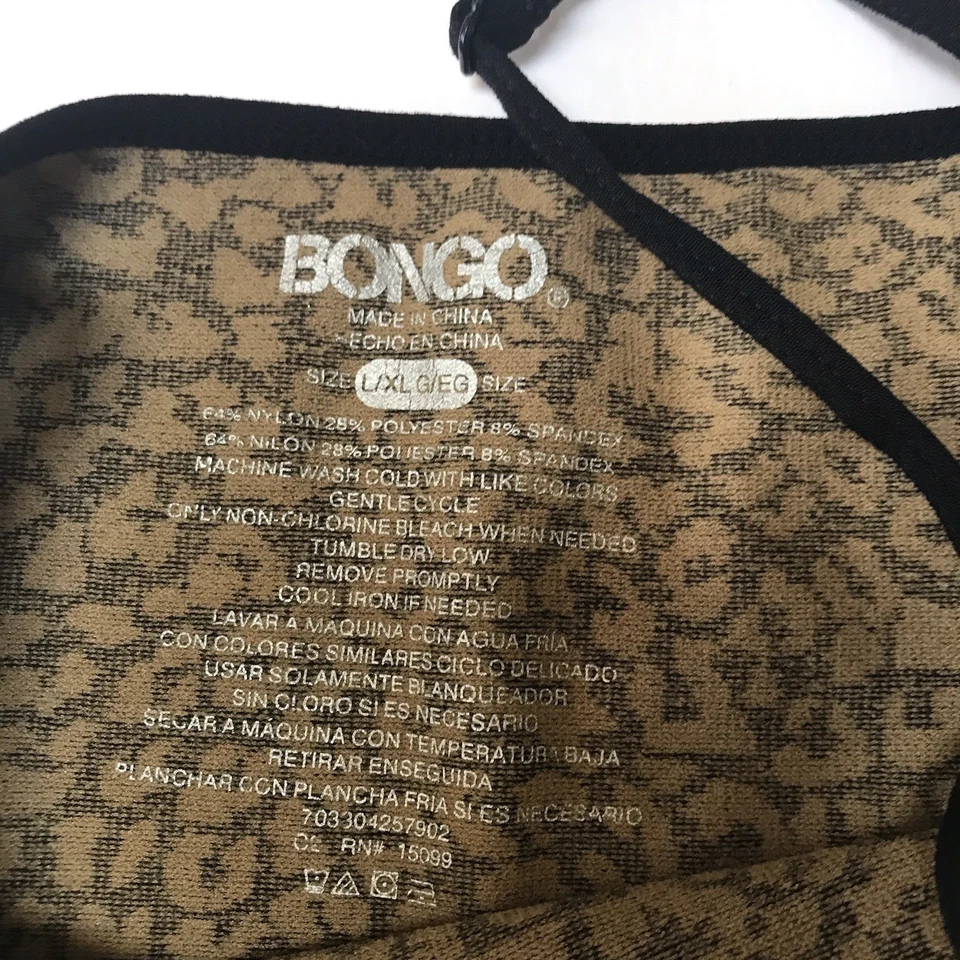 BONGO®
MADE IN CHINA
HECHO EN CHINA
SIZE L/XL G/EG SIZE
64% NYLON 28% POLYESTER 8% SPANDEX
64% NILON 28% POLIESTER 8% SPANDEX
MACHINE WASH COLD WITH LIKE COLORS
GENTLE CYCLE
ONLY NON-CHLORINE BLEACH WHEN NEEDED
TUMBLE DRY LOW
REMOVE PROMPTLY
COOL IRON IF NEEDED
LAVAR A MAQUINA CON AGUA FRÍA
CON COLORES SIMILARES CICLO DELICADO
USAR SOLAMENTE BLANQUEADOR
SIN CLORO SI ES NECESARIO
SECAR A MÁQUINA CON TEMPERATURA BAJA
RETIRAR ENSEGUIDA
PLANCHAR CON PLANCHA FRIA SI ES NECESARIO
703304257902
RN# 15099